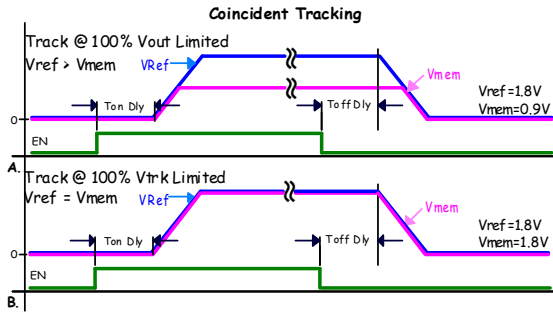 Coincident Tracking
Track @ 100% Vout Limited
Vref > Vmem
VRef
Vmem
Ton Dly
Toff Dly
Vref=1.8V
Vmem=0.9V
0
EN
A.
Track @ 100% Vtrk Limited
Vref = Vmem
VRef
Vmem
Ton Dly
Toff Dly
Vref=1.8V
Vmem=1.8V
0
EN
B.